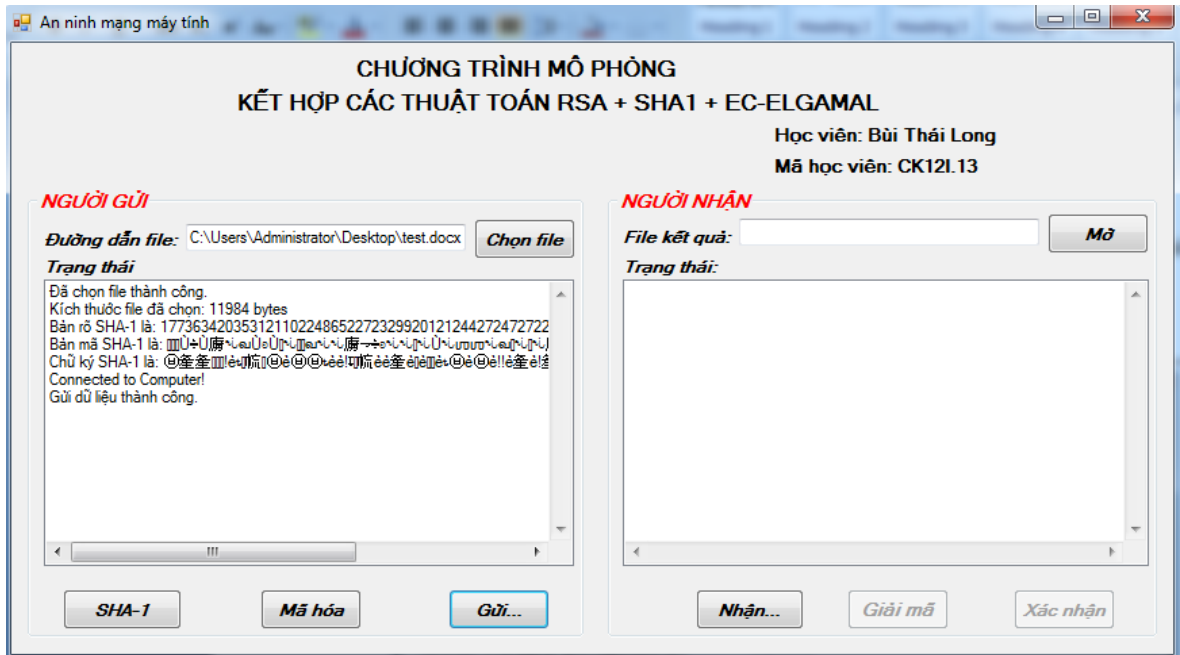 An ninh mạng máy tính
CHƯƠNG TRÌNH MÔ PHỎNG
KẾT HỢP CÁC THUẬT TOÁN RSA + SHA1 + EC-ELGAMAL
Học viên: Bùi Thái Long
Mã học viên: CK12I.13
NGƯỜI GỬI
Đường dẫn file: C:\Users\Administrator\Desktop\test.docx Chọn file
Trạng thái
Đã chọn file thành công.
Kích thước file đã chọn: 11984 bytes
Bản rõ SHA-1 là: 1773634203531211022486522723299201212442724722
Bản mã SHA-1 là:
Chữ ký SHA-1 là:
Connected to Computer!
Gửi dữ liệu thành công.
SHA-1 Mã hóa Gửi...
NGƯỜI NHẬN
File kết quả: Mở
Trạng thái:
Nhận... Giải mã Xác nhận